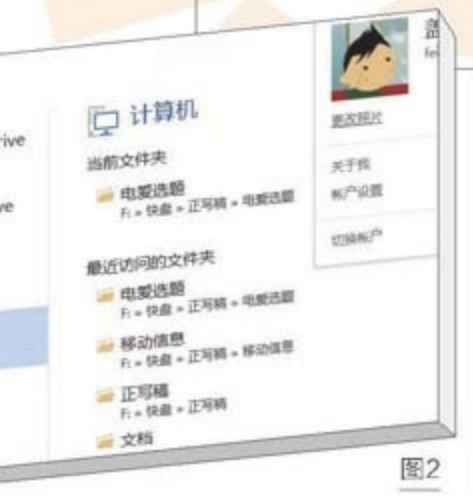 rive
ve
计算机
当前文件夹
电爱选题
F: » 快盘 » 正写稿 » 电爱选题
最近访问的文件夹
电爱选题
F: » 快盘 » 正写稿 » 电爱选题
移动信息
F: » 快盘 » 正写稿 » 移动信息
正写稿
F: » 快盘 » 正写稿
文档
更改照片
关于我
帐户设置
切换帐户
图2